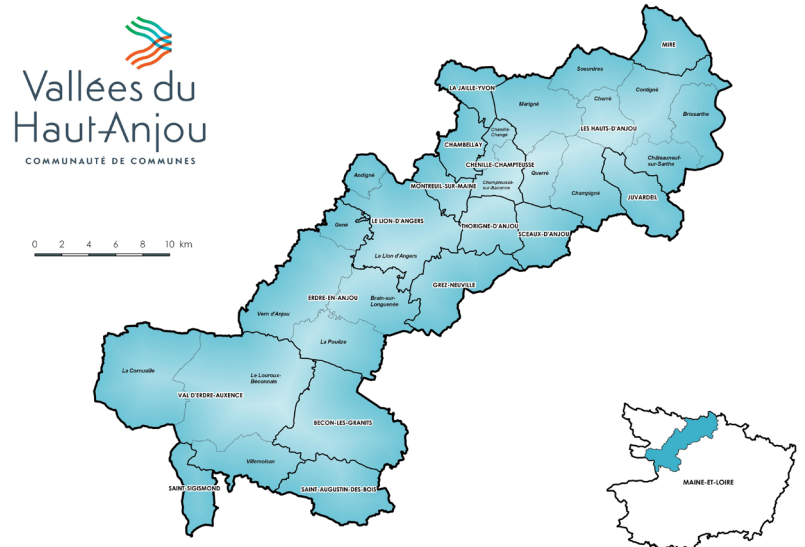 Vallées du
Haut-Anjou
COMMUNAUTÉ DE COMMUNES
0 2 4 6 8 10 km
MIRE
Soeurdres
LA JAILLE-YVON
Contigné
Marigné
Cherré
Brissarthe
Chenillé-
Changé
LES HAUTS-D'ANJOU
CHAMBELLAY
CHENILLE-CHAMPTEUSSE
Châteauneuf-
sur-Sarthe
Andigné
Querré
MONTREUIL-SUR-MAINE
Champteussé-
sur-Baconne
Champigné
JUVARDEIL
Gené
LE LION-D'ANGERS
THORIGNE-D'ANJOU
SCEAUX-D'ANJOU
Le Lion d'Angers
GREZ-NEUVILLE
ERDRE-EN-ANJOU
Brain-sur-
Longuenée
Vern d'Anjou
La Pouëze
La Cornuaille
Le Louroux-
Béconnais
VAL D'ERDRE-AUXENCE
BECON-LES-GRANITS
Villemoisan
SAINT-SIGISMOND
SAINT-AUGUSTIN-DES-BOIS
MAINE-ET-LOIRE